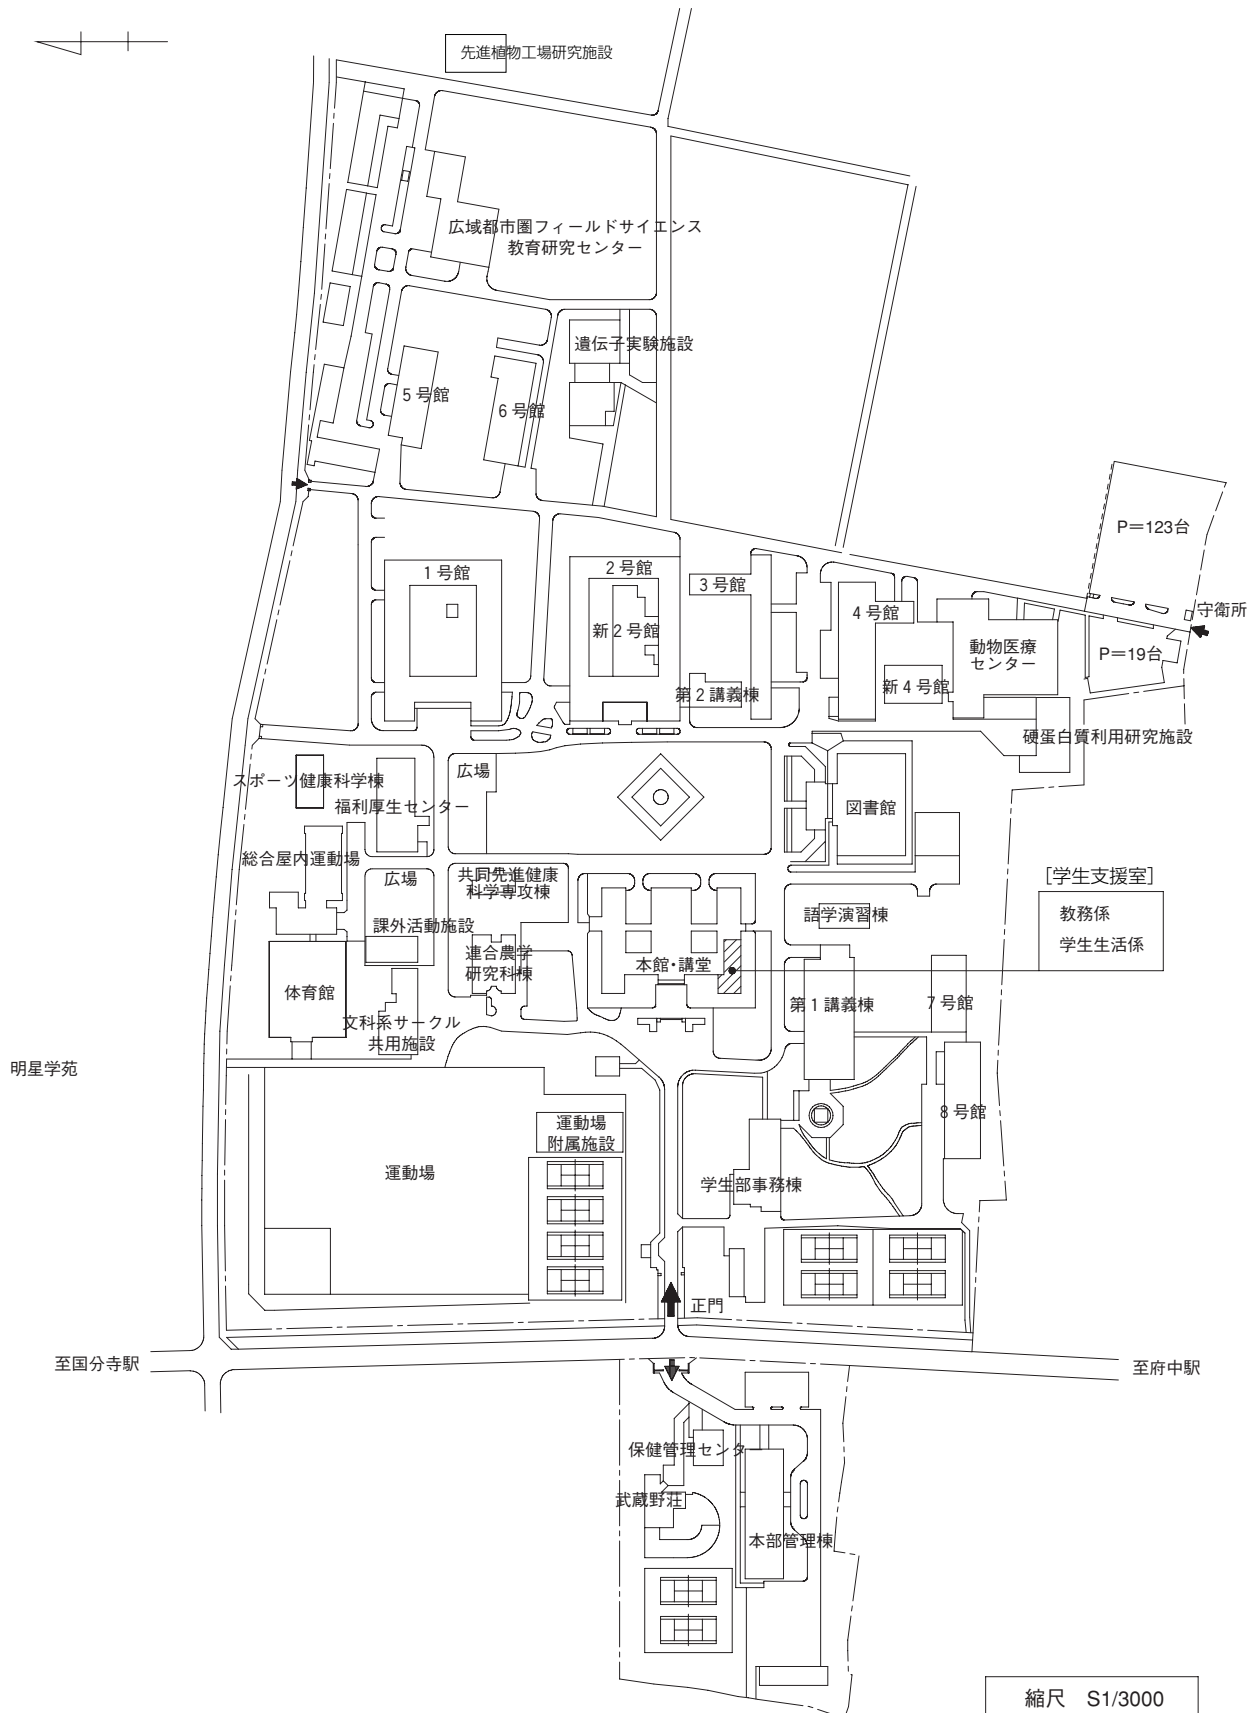 先進植物工場研究施設
広域都市圏フィールドサイエンス
教育研究センター
遺伝子実験施設
5号館
6号館
P＝123台
守衛所
1号館
2号館
3号館
4号館
新2号館
動物医療
センター
P＝19台
新4号館
第2講義棟
硬蛋白質利用研究施設
スポーツ健康科学棟
広場
福利厚生センター
図書館
総合屋内運動場
広場
共同先進健康
科学専攻棟
[学生支援室]
教務係
学生生活係
語学演習棟
課外活動施設
連合農学
研究科棟
本館・講堂
体育館
第1講義棟
7号館
文科系サークル
共用施設
明星学苑
8号館
運動場
附属施設
運動場
学生部事務棟
正門
至国分寺駅
至府中駅
保健管理センター
武蔵野荘
本部管理棟
縮尺 S1/3000